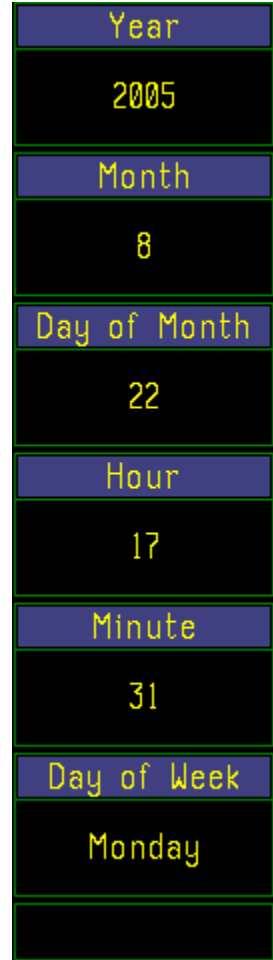 Year
2005
Month
8
Day of Month
22
Hour
17
Minute
31
Day of Week
Monday